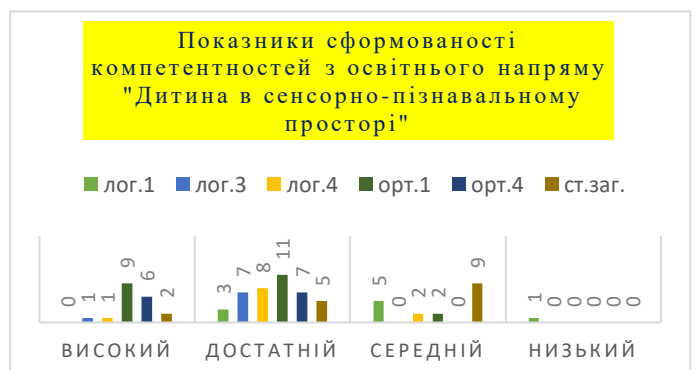 Показники сформованості
компетентностей з освітнього напряму
"Дитина в сенсорно-пізнавальному
просторі"
лог.1 лог.3 лог.4 орт.1 орт.4 ст.заг.
0 1 1 9 6 2 3 7 8 11 7 5 5 0 2 2 0 9 1 0 0 0 0 0
ВИСОКИЙ ДОСТАТНІЙ СЕРЕДНІЙ НИЗЬКИЙ